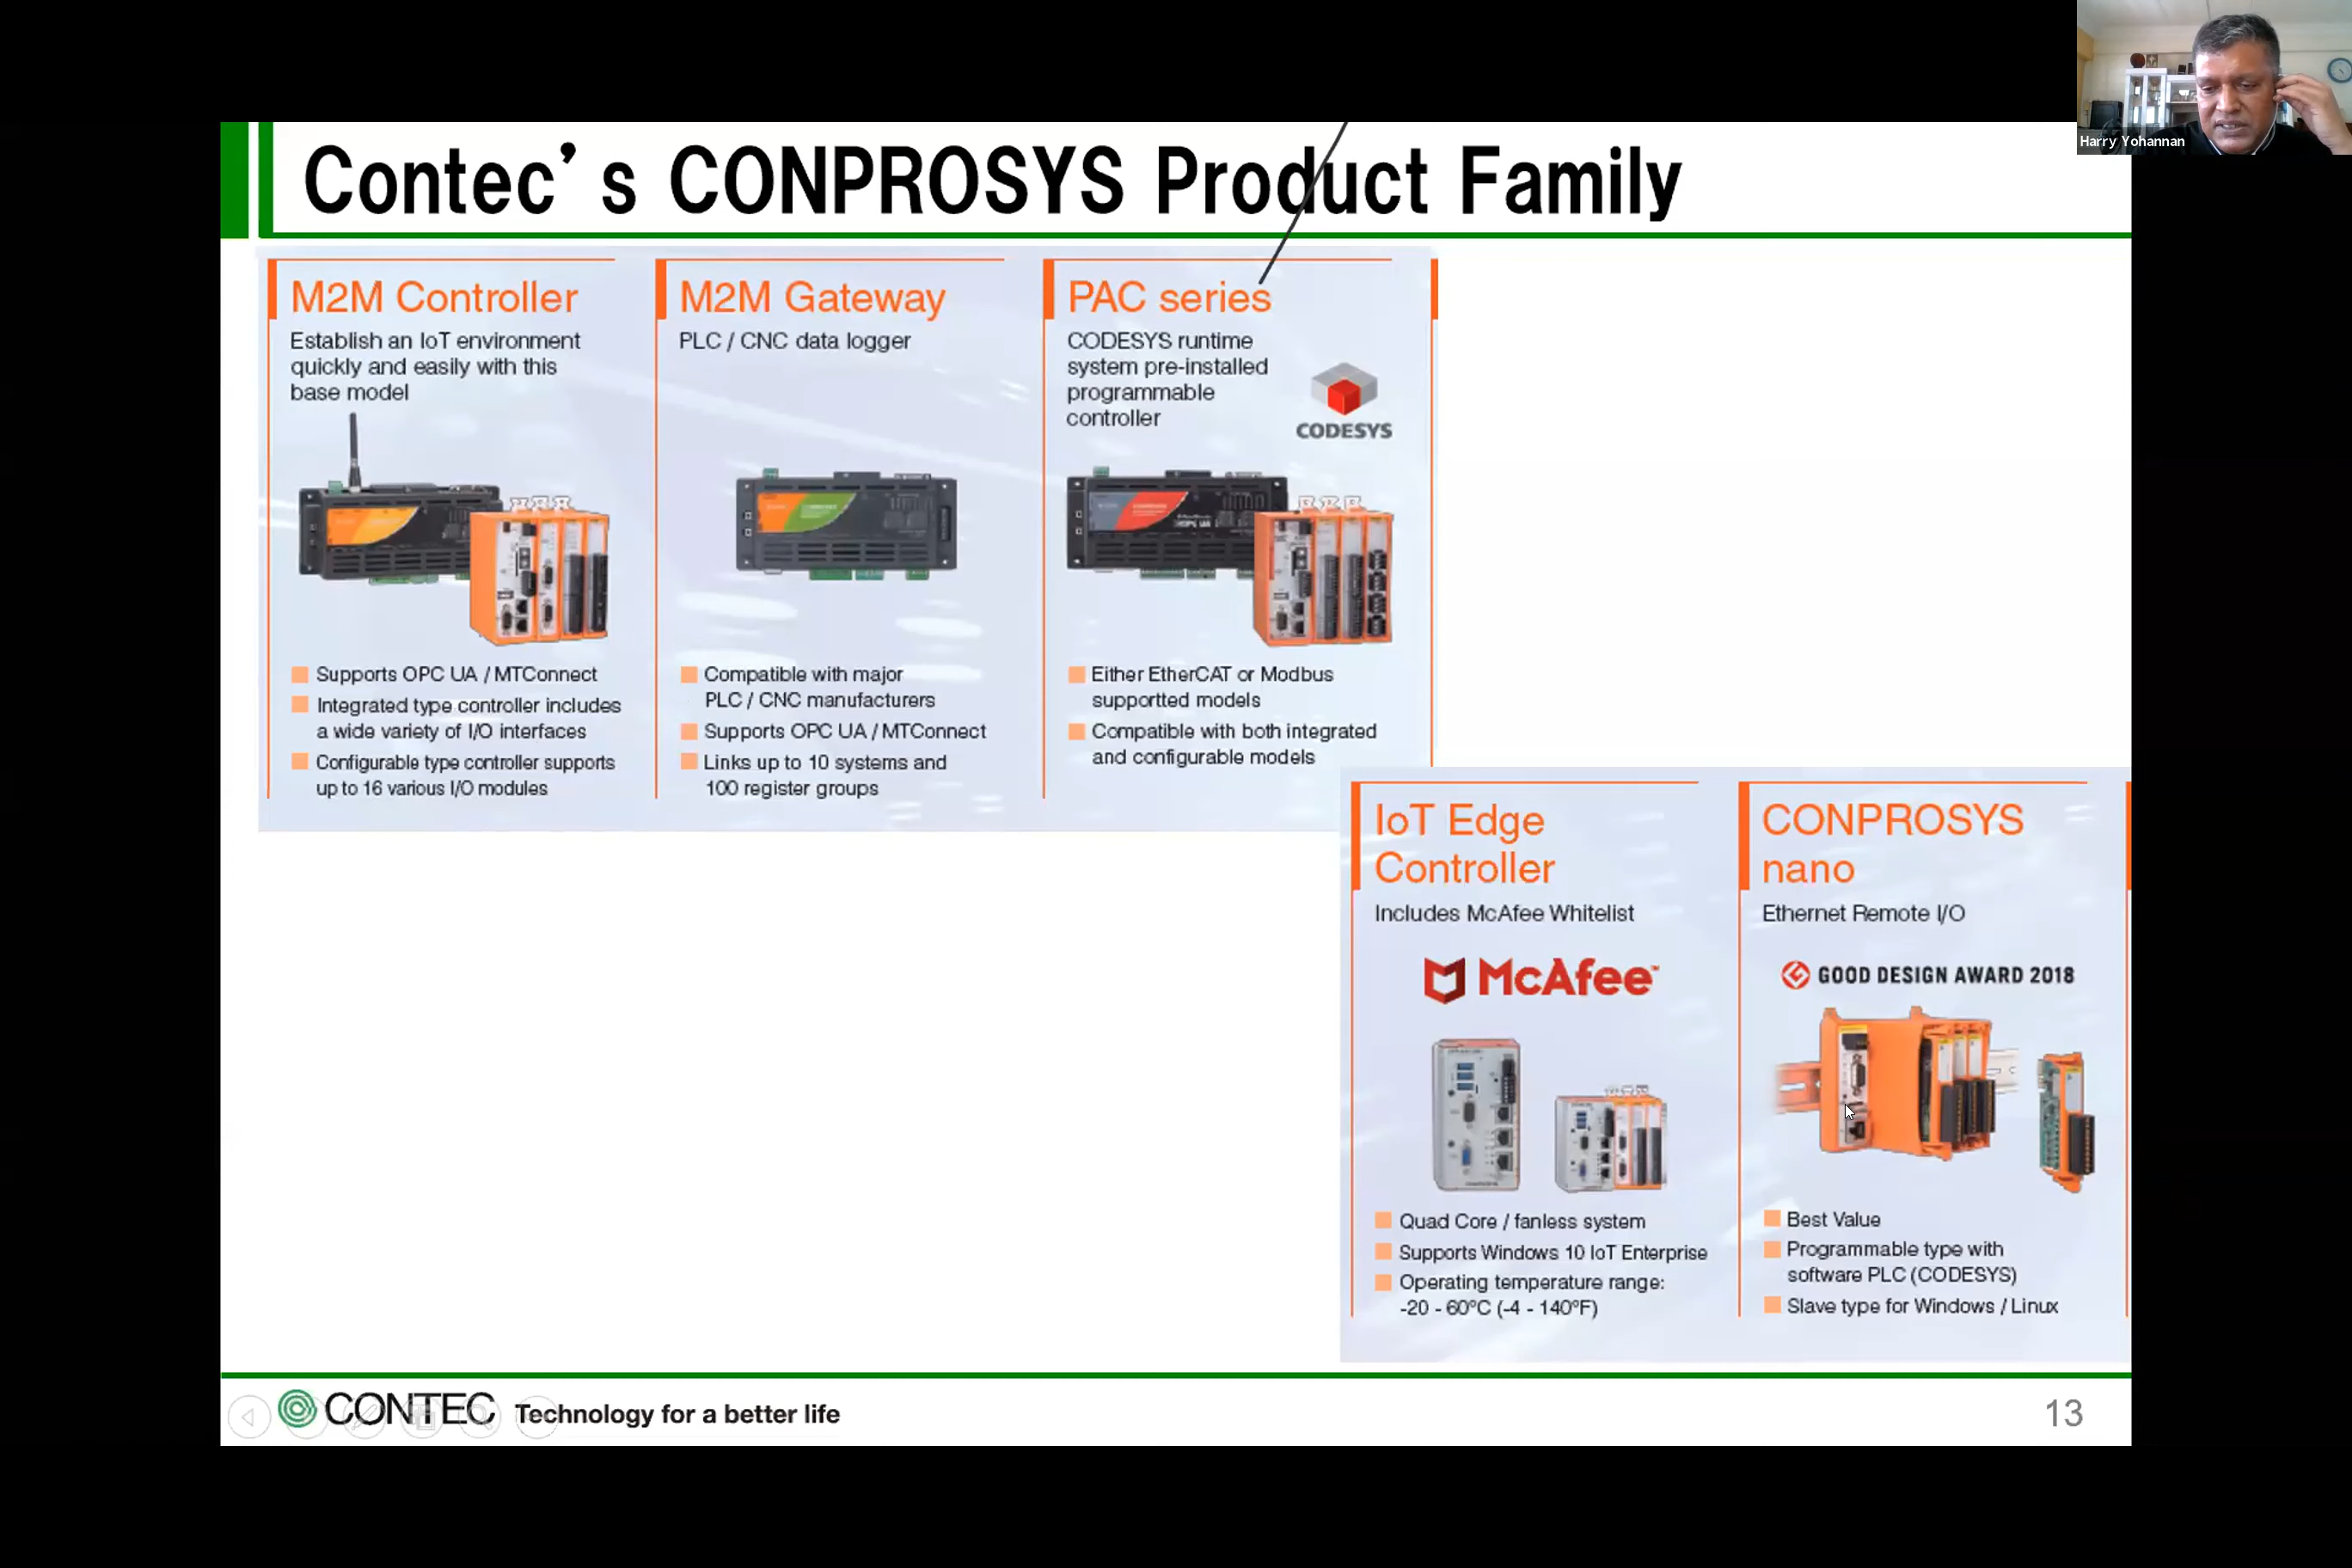 Harry Yohannan
Contec’s CONPROSYS Product Family
M2M Controller
Establish an IoT environment
quickly and easily with this
base model
Supports OPC UA / MTConnect
Integrated type controller includes
a wide variety of I/O interfaces
Configurable type controller supports
up to 16 various I/O modules
M2M Gateway
PLC / CNC data logger
Compatible with major
PLC / CNC manufacturers
Supports OPC UA / MTConnect
Links up to 10 systems and
100 register groups
PAC series
CODESYS runtime
system pre-installed
programmable
controller
CODESYS
Either EtherCAT or Modbus
supportted models
Compatible with both integrated
and configurable models
IoT Edge
Controller
Includes McAfee Whitelist
McAfee™
Quad Core / fanless system
Supports Windows 10 IoT Enterprise
Operating temperature range:
-20 - 60ºC (-4 - 140ºF)
CONPROSYS
nano
Ethernet Remote I/O
GOOD DESIGN AWARD 2018
Best Value
Programmable type with
software PLC (CODESYS)
Slave type for Windows / Linux
CONTEC Technology for a better life
13